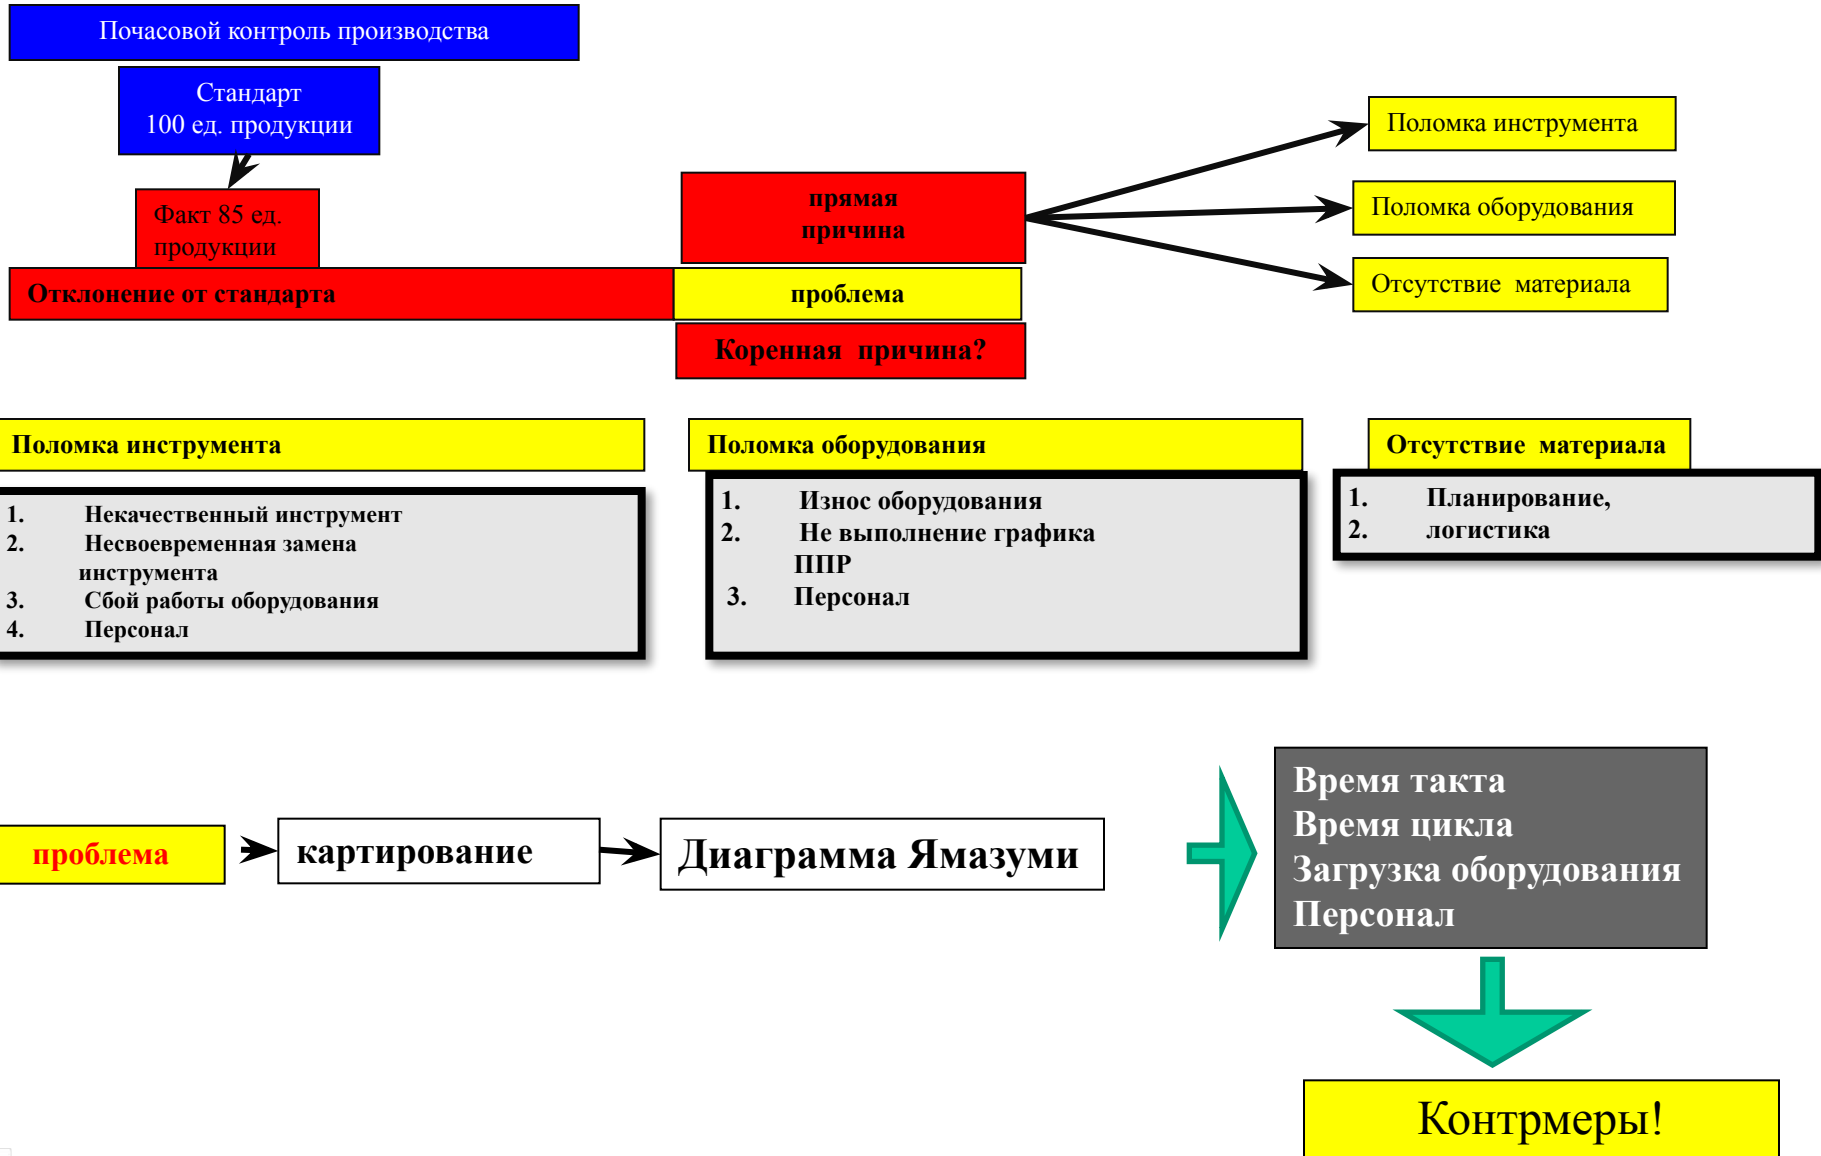 Почасовой контроль производства
Стандарт
100 ед. продукции
Факт 85 ед.
продукции
Отклонение от стандарта
прямая
причина
проблема
Коренная причина?
Поломка инструмента
Поломка оборудования
Отсутствие материала
Поломка инструмента
1. Некачественный инструмент
2. Несвоевременная замена
инструмента
3. Сбой работы оборудования
4. Персонал
Поломка оборудования
1. Износ оборудования
2. Не выполнение графика
ППР
3. Персонал
Отсутствие материала
1. Планирование,
2. логистика
проблема
картирование
Диаграмма Ямазуми
Время такта
Время цикла
Загрузка оборудования
Персонал
Контрмеры!